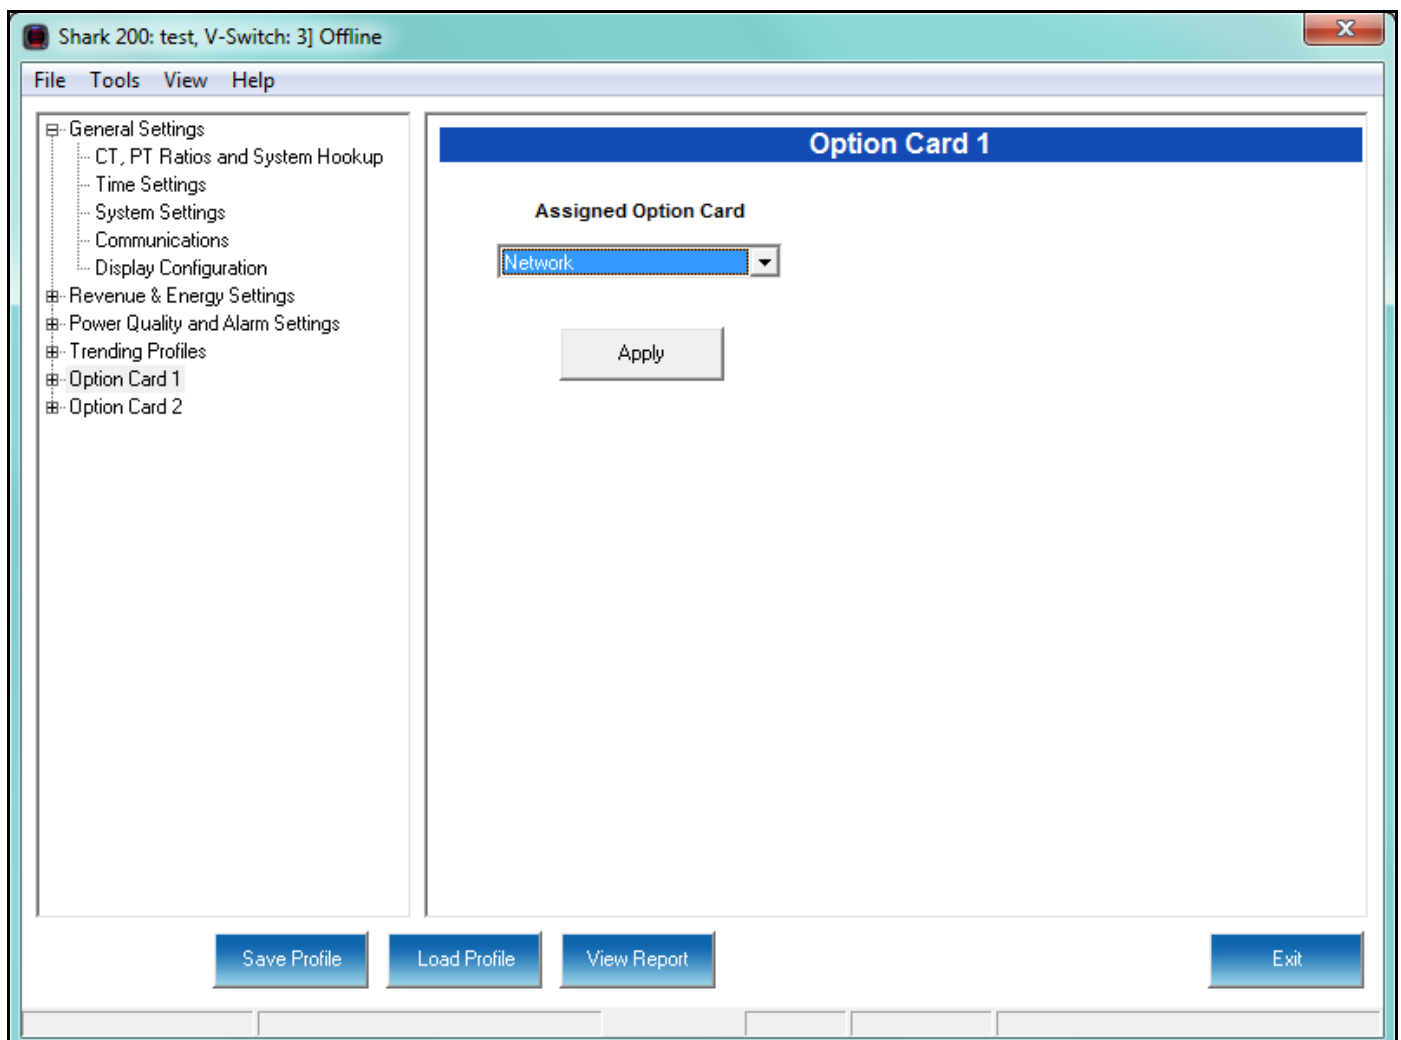 Shark 200: test, V-Switch: 3] Offline
File Tools View Help
General Settings
CT, PT Ratios and System Hookup
Time Settings
System Settings
Communications
Display Configuration
Revenue & Energy Settings
Power Quality and Alarm Settings
Trending Profiles
Option Card 1
Option Card 2
Option Card 1
Assigned Option Card
Network
Apply
Save Profile Load Profile View Report Exit